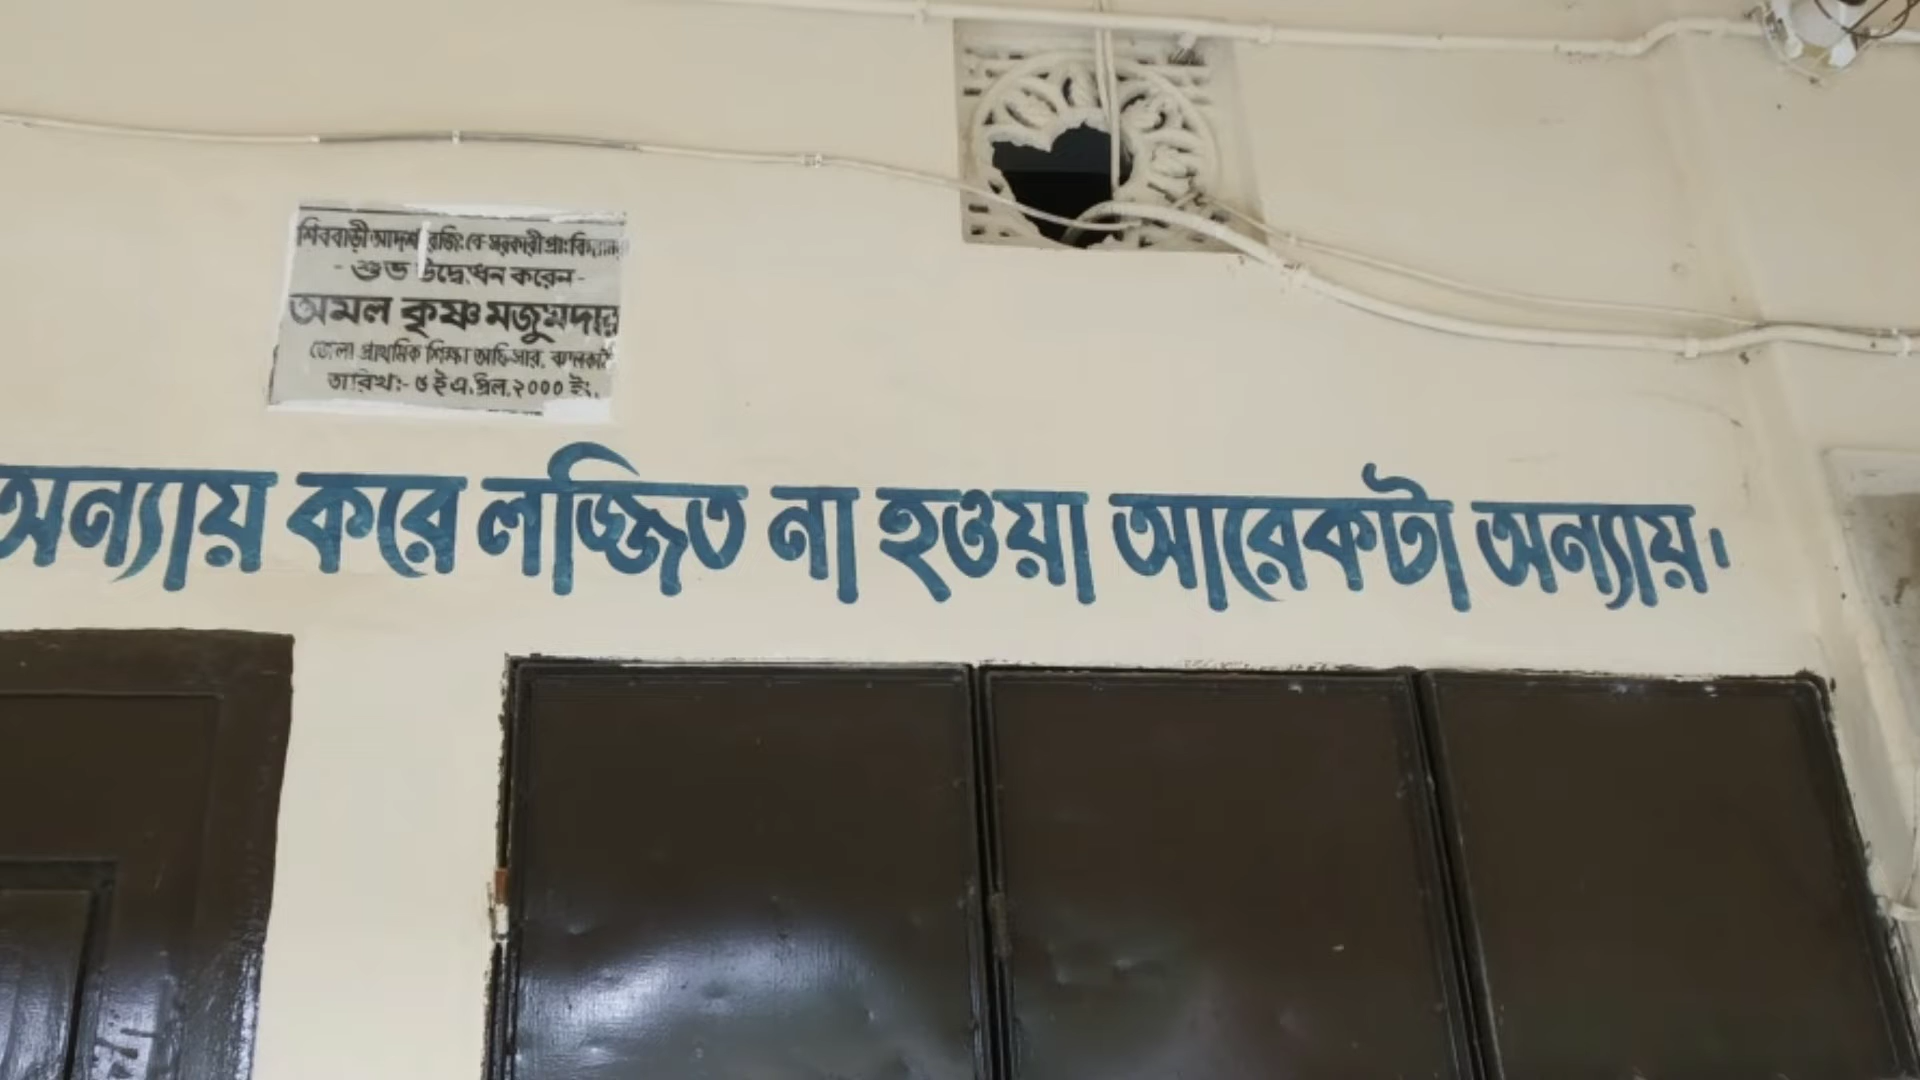 শিববাড়ী আদর্শ রেজিঃ বে-সরকারী প্রাঃ বিদ্যালয়
- শুভ উদ্বোধন করেন -
অমল কৃষ্ণ মজুমদার
জেলা প্রাথমিক শিক্ষা অফিসার, ঝালকাঠী
তারিখঃ- ৬ ই এপ্রিল, ২০০০ ইং,
অন্যায় করে লজ্জিত না হওয়া আরেকটা অন্যায়।